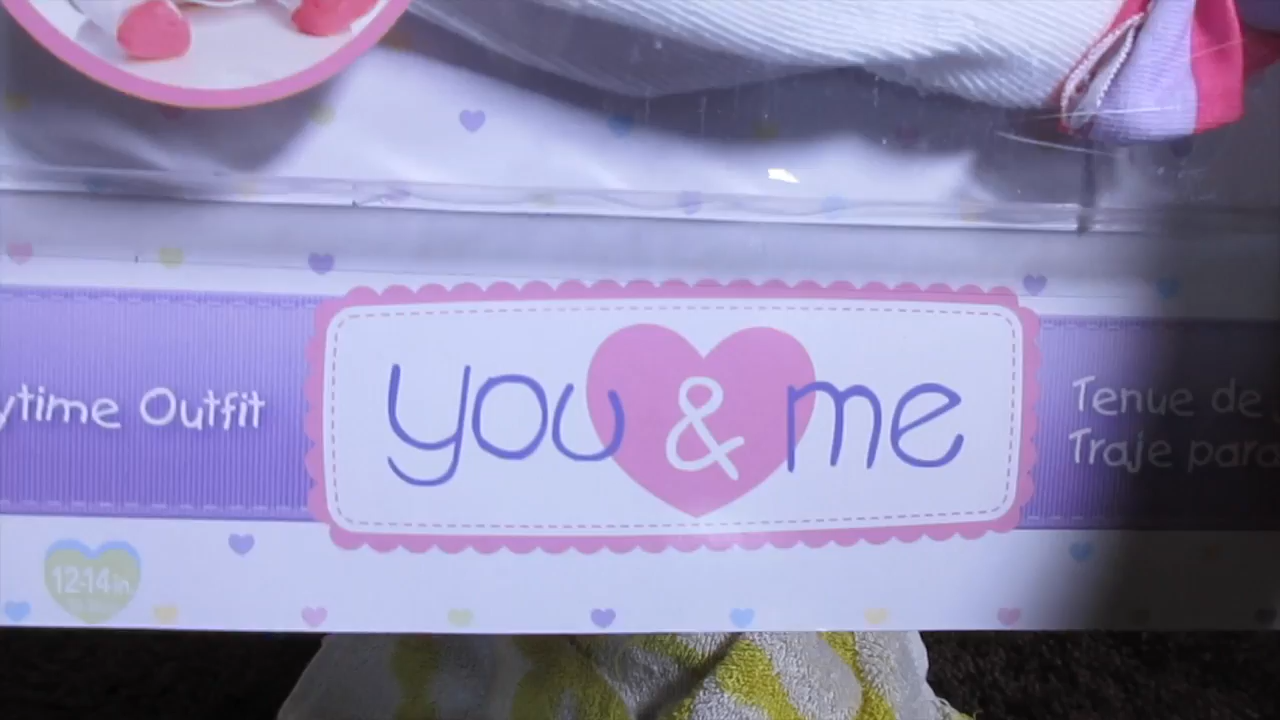 ytime Outfit
you & me
Tenue de
Traje para
12-14 in